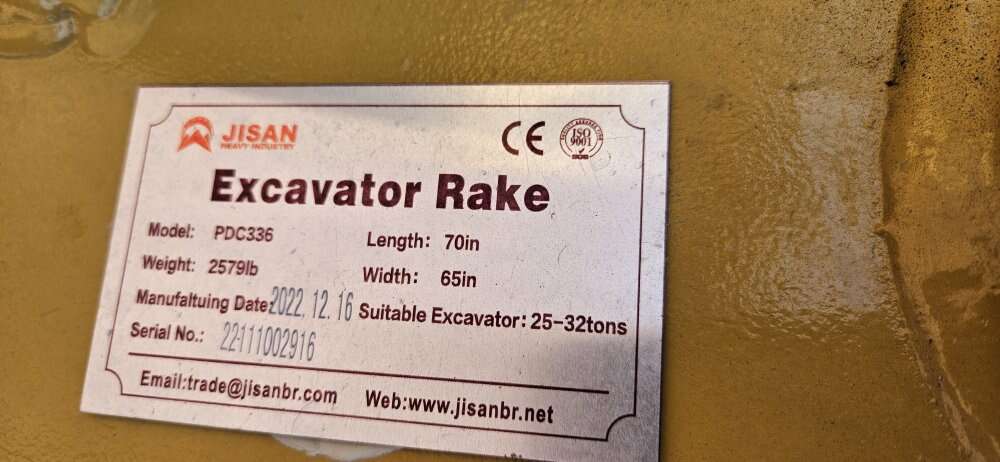 JISAN
HEAVY INDUSTRY
CE
ISO
9001
Excavator Rake
Model: PDC336
Length: 70in
Weight: 2579lb
Width: 65in
Manufaltuing Date: 2022.12.16
Suitable Excavator: 25-32tons
Serial No.: 22111002916
Email:trade@jisanbr.com
Web:www.jisanbr.net